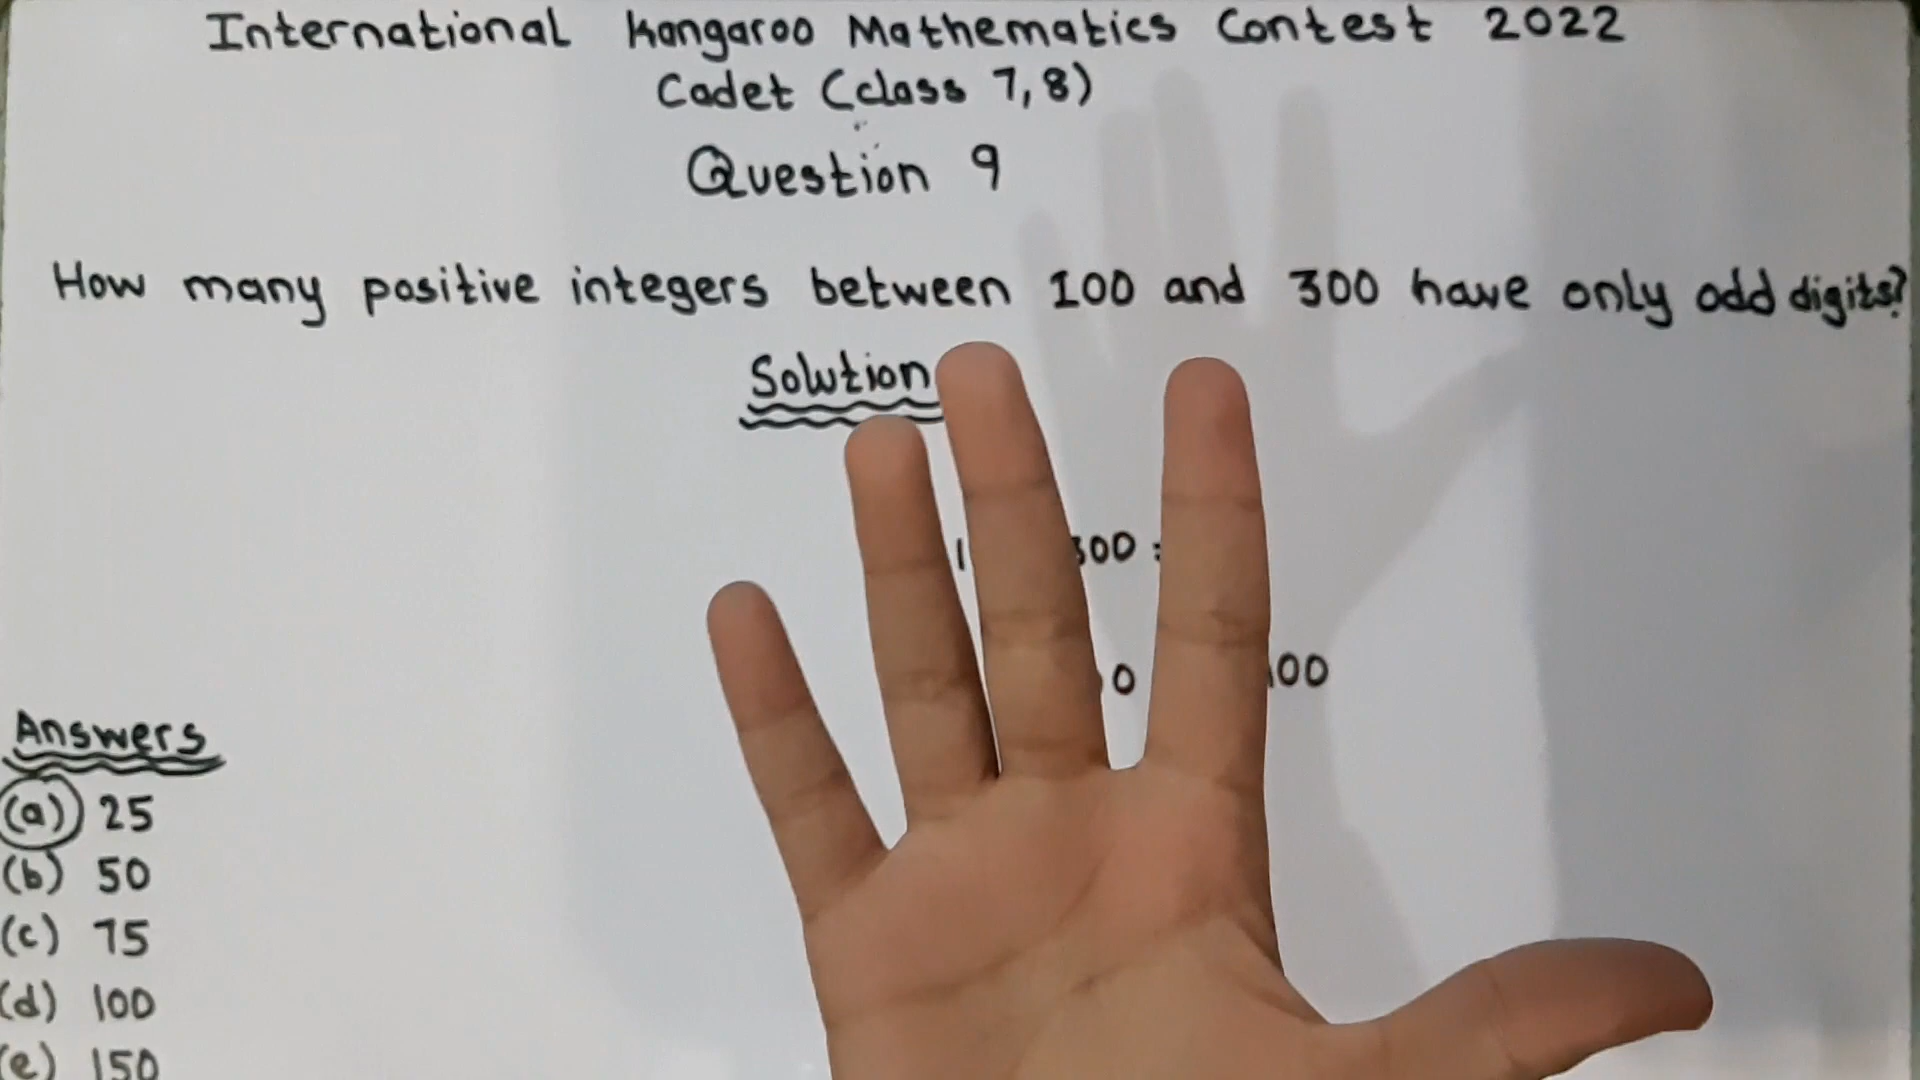 International Kangaroo Mathematics Contest 2022
Cadet (class 7,8)
Question 9
How many positive integers between 100 and 300 have only odd digits?
Solution
Answers
(a) 25
(b) 50
(c) 75
(d) 100
(e) 150